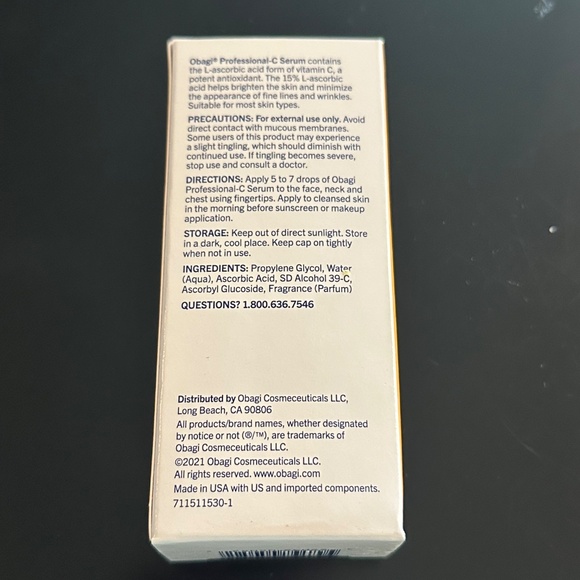 Obagi® Professional-C Serum contains
the L-ascorbic acid form of vitamin C, a
potent antioxidant. The 15% L-ascorbic
acid helps brighten the skin and minimize
the appearance of fine lines and wrinkles.
Suitable for most skin types.
PRECAUTIONS: For external use only. Avoid
direct contact with mucous membranes.
Some users of this product may experience
a slight tingling, which should diminish with
continued use. If tingling becomes severe,
stop use and consult a doctor.
DIRECTIONS: Apply 5 to 7 drops of Obagi
Professional-C Serum to the face, neck and
chest using fingertips. Apply to cleansed skin
in the morning before sunscreen or makeup
application.
STORAGE: Keep out of direct sunlight. Store
in a dark, cool place. Keep cap on tightly
when not in use.
INGREDIENTS: Propylene Glycol, Water
(Aqua), Ascorbic Acid, SD Alcohol 39-C,
Ascorbyl Glucoside, Fragrance (Parfum)
QUESTIONS? 1.800.636.7546
Distributed by Obagi Cosmeceuticals LLC,
Long Beach, CA 90806
All products/brand names, whether designated
by notice or not (®/™), are trademarks of
Obagi Cosmeceuticals LLC.
©2021 Obagi Cosmeceuticals LLC.
All rights reserved. www.obagi.com
Made in USA with US and imported components.
711511530-1